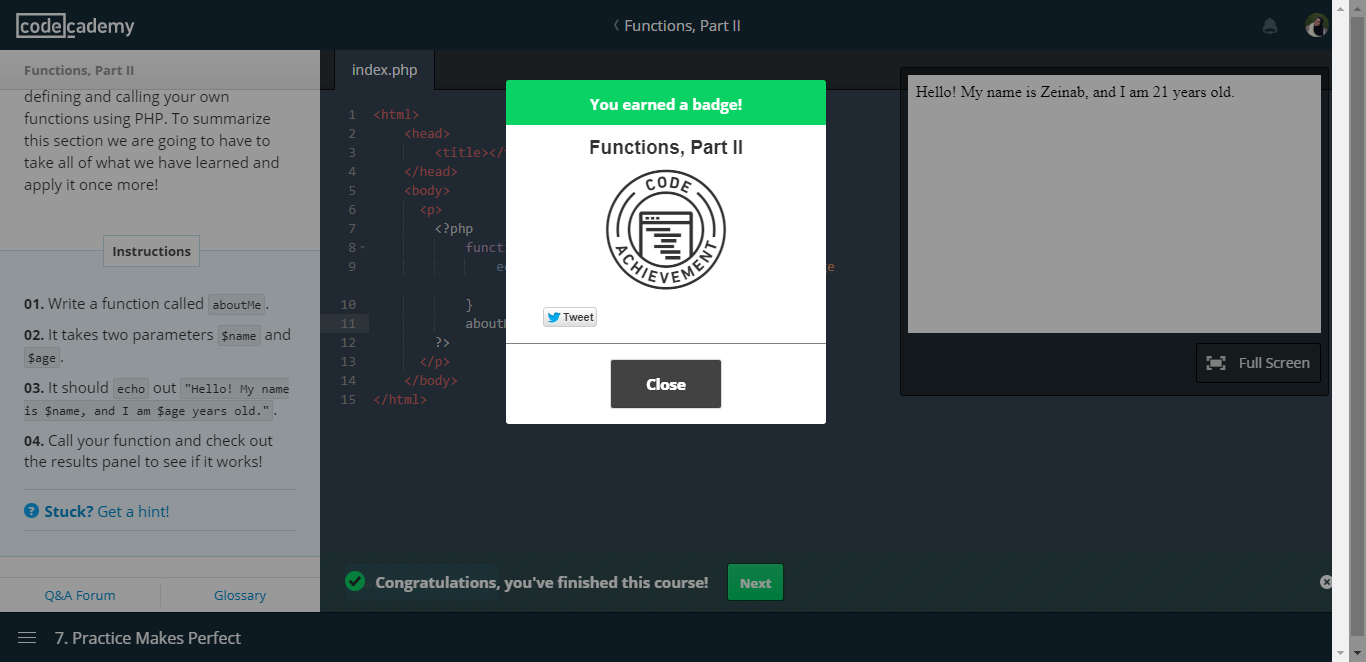 codecademy
Functions, Part II
Functions, Part II
defining and calling your own
functions using PHP. To summarize
this section we are going to have to
take all of what we have learned and
apply it once more!
Instructions
01. Write a function called aboutMe.
02. It takes two parameters $name and
$age.
03. It should echo out "Hello! My name
is $name, and I am $age years old.".
04. Call your function and check out
the results panel to see if it works!
? Stuck? Get a hint!
Q&A Forum
Glossary
7. Practice Makes Perfect
index.php
1 <html>
2 <head>
3 <title></
4 </head>
5 <body>
6 <p>
7 <?php
8
9
10 }
11
12 ?>
13 </p>
14 </body>
15 </html>
You earned a badge!
Functions, Part II
CODE
ACHIEVEMENT
Tweet
Close
Hello! My name is Zeinab, and I am 21 years old.
Full Screen
Congratulations, you've finished this course!
Next